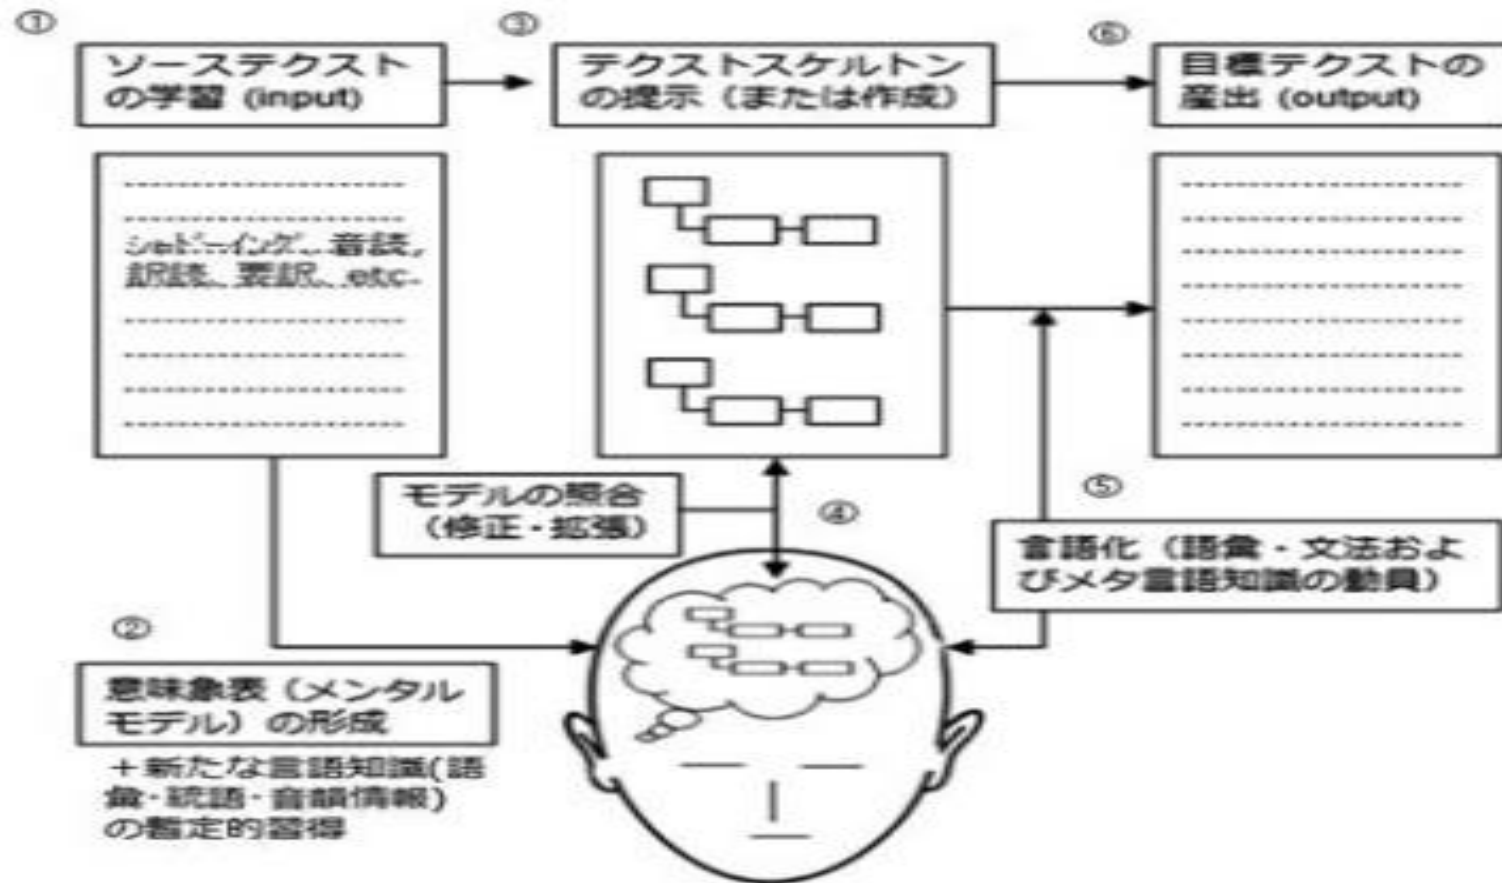 ①
ソーステクスト
の学習 (input)
③
テクストスケルトン
の提示（または作成）
⑥
目標テクストの
産出 (output)
シャドーイング、音読、
訳読、要訳、etc.
モデルの照合
（修正・拡張）
④
⑤
言語化（語彙・文法およ
びメタ言語知識の動員）
②
意味象表（メンタル
モデル）の形成
＋新たな言語知識(語
彙・統語・音韻情報)
の暫定的習得